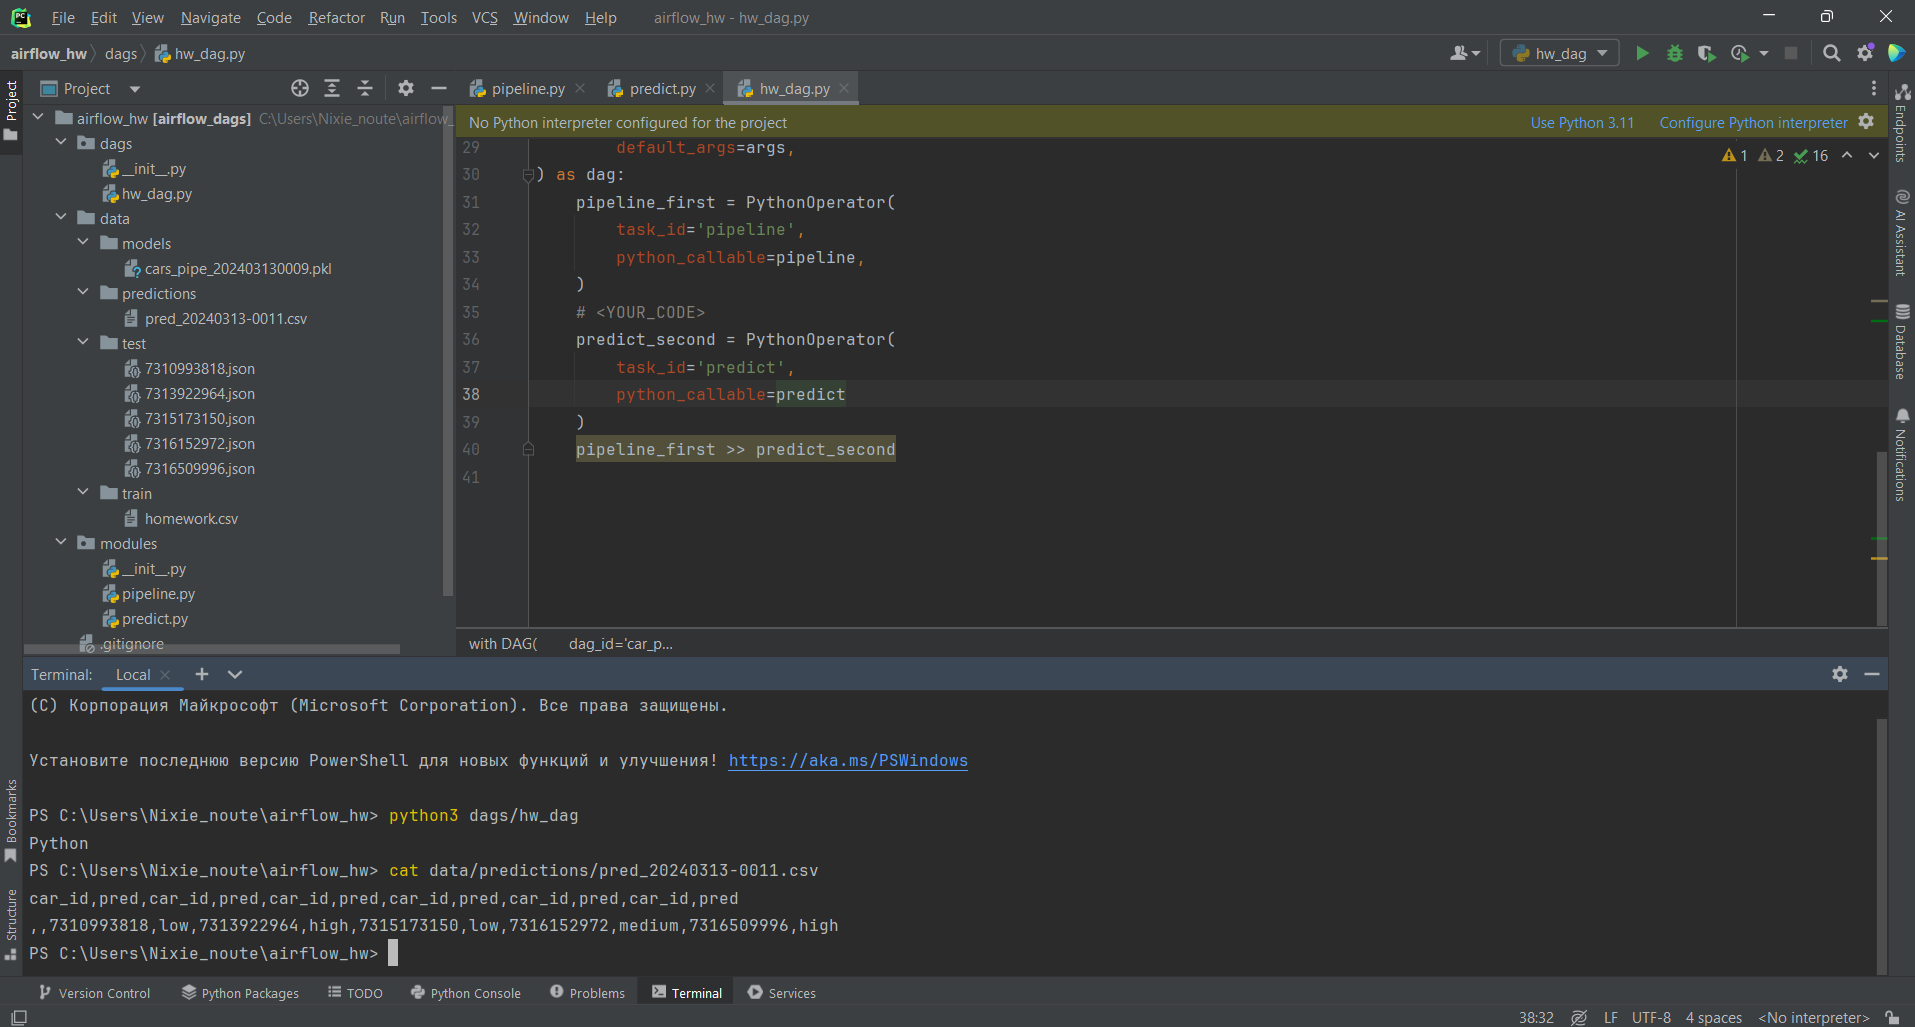 File Edit View Navigate Code Refactor Run Tools VCS Window Help airflow_hw - hw_dag.py
airflow_hw dags hw_dag.py
hw_dag
Project
Project
pipeline.py predict.py hw_dag.py
airflow_hw [airflow_dags] C:\Users\Nixie_noute\airflow_
dags
__init__.py
hw_dag.py
data
models
cars_pipe_202403130009.pkl
predictions
pred_20240313-0011.csv
test
7310993818.json
7313922964.json
7315173150.json
7316152972.json
7316509996.json
train
homework.csv
modules
__init__.py
pipeline.py
predict.py
.gitignore
No Python interpreter configured for the project Use Python 3.11 Configure Python interpreter
1 2 16
29 default_args=args,
30 ) as dag:
31 pipeline_first = PythonOperator(
32 task_id='pipeline',
33 python_callable=pipeline,
34 )
35 # <YOUR_CODE>
36 predict_second = PythonOperator(
37 task_id='predict',
38 python_callable=predict
39 )
40 pipeline_first >> predict_second
41
with DAG( dag_id='car_p...
Endpoints
AI Assistant
Database
Notifications
Terminal: Local
(C) Корпорация Майкрософт (Microsoft Corporation). Все права защищены.
Установите последнюю версию PowerShell для новых функций и улучшения! https://aka.ms/PSWindows
PS C:\Users\Nixie_noute\airflow_hw> python3 dags/hw_dag
Python
PS C:\Users\Nixie_noute\airflow_hw> cat data/predictions/pred_20240313-0011.csv
car_id,pred,car_id,pred,car_id,pred,car_id,pred,car_id,pred,car_id,pred
,,7310993818,low,7313922964,high,7315173150,low,7316152972,medium,7316509996,high
PS C:\Users\Nixie_noute\airflow_hw>
Bookmarks
Structure
Version Control Python Packages TODO Python Console Problems Terminal Services
38:32 LF UTF-8 4 spaces <No interpreter>